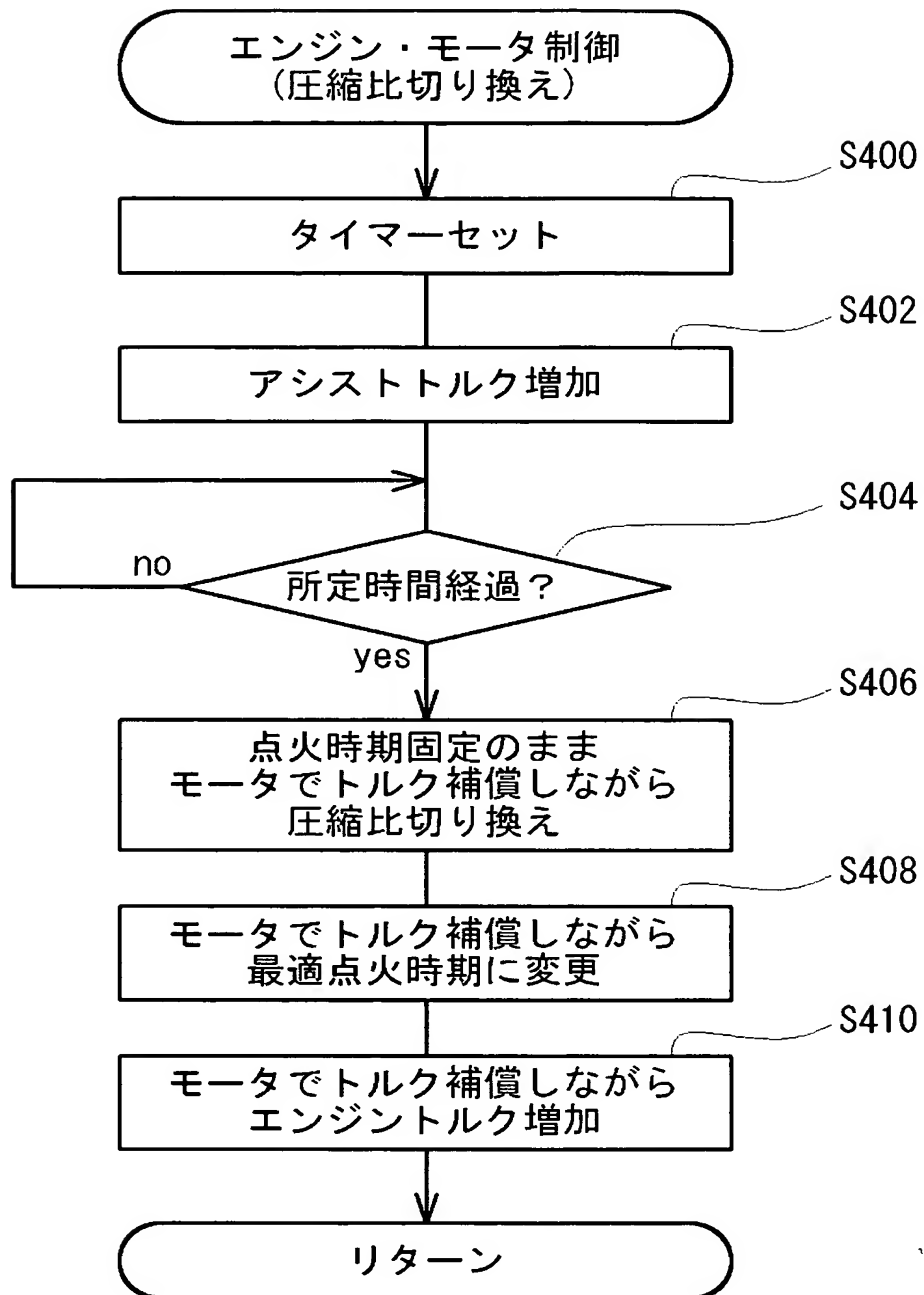 エンジン・モータ制御
(圧縮比切り換え)
S400
タイマーセット
S402
アシストトルク増加
S404
no
所定時間経過?
yes
S406
点火時期固定のまま
モータでトルク補償しながら
圧縮比切り換え
S408
モータでトルク補償しながら
最適点火時期に変更
S410
モータでトルク補償しながら
エンジントルク増加
リターン